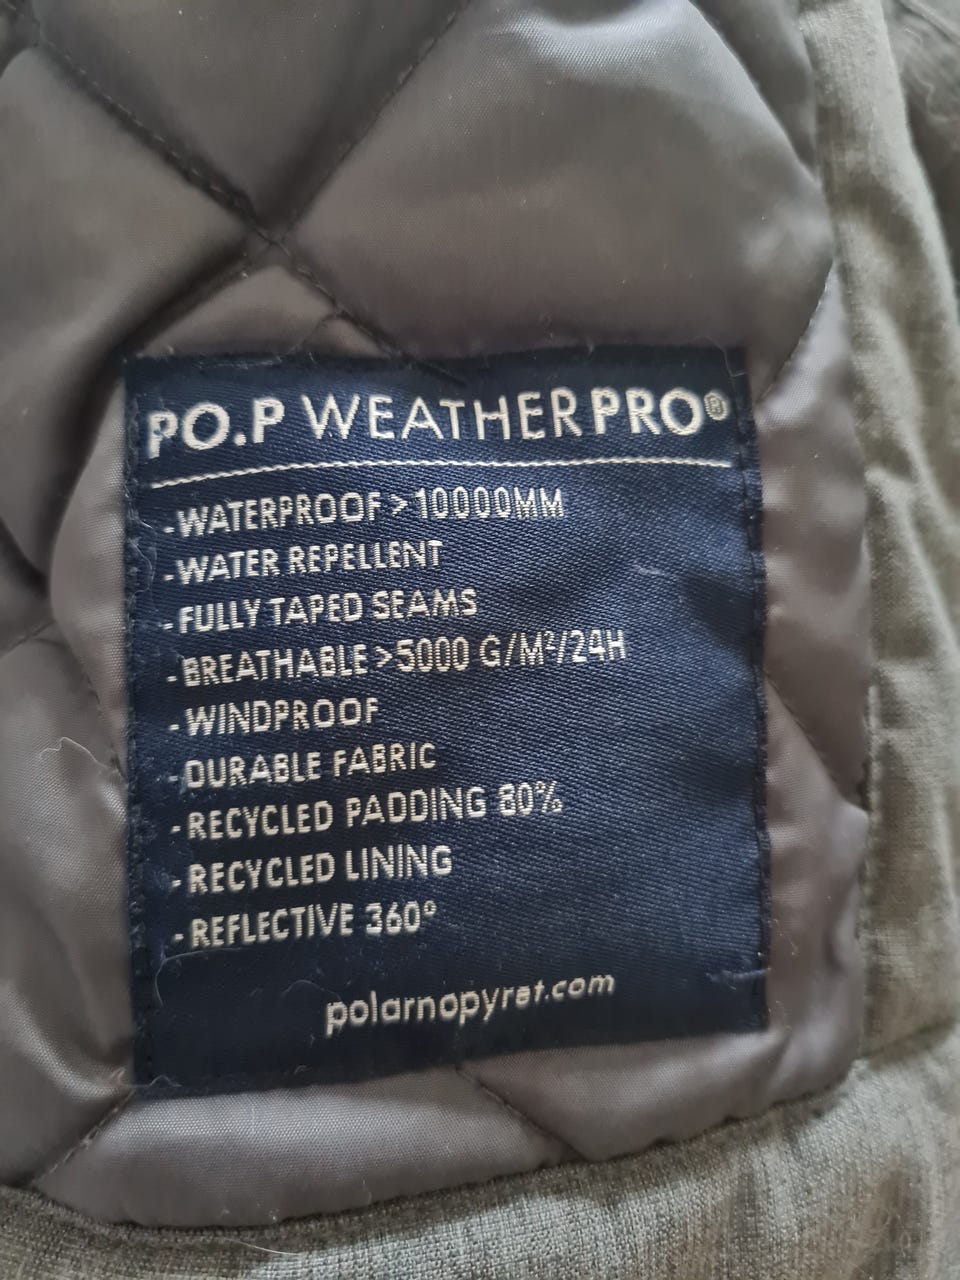 PO.P WEATHERPRO®
-WATERPROOF >10000MM
-WATER REPELLENT
-FULLY TAPED SEAMS
-BREATHABLE >5000 G/M²/24H
-WINDPROOF
-DURABLE FABRIC
-RECYCLED PADDING 80%
-RECYCLED LINING
-REFLECTIVE 360°
polarnopyret.com